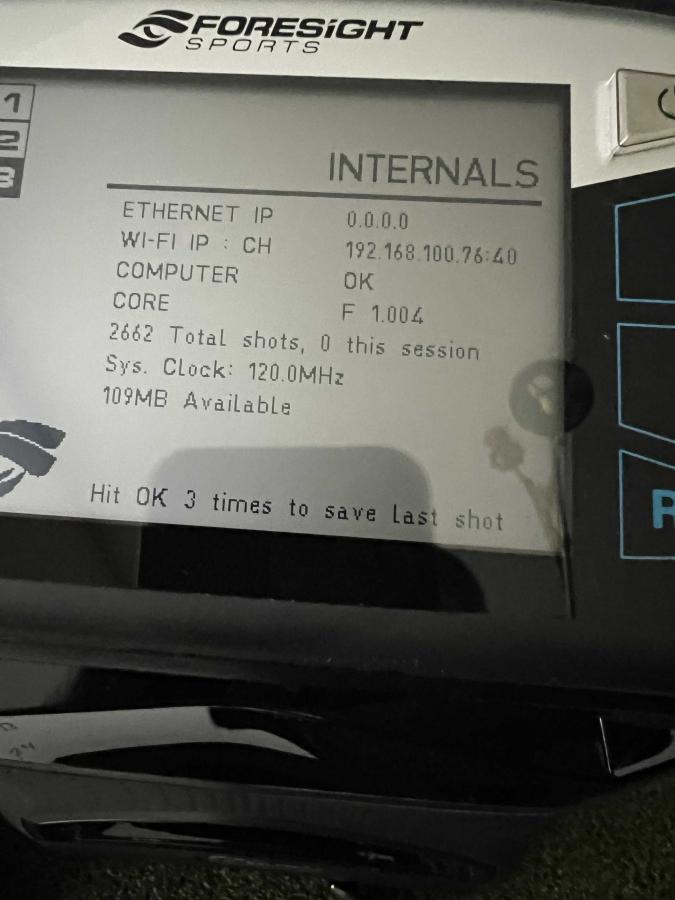 FORESiGHT
SPORTS
1
2
3
INTERNALS
ETHERNET IP 0.0.0.0
WI-FI IP : CH 192.168.100.76:40
COMPUTER OK
CORE F 1.004
2662 Total shots, 0 this session
Sys. Clock: 120.0MHz
109MB Available
Hit OK 3 times to save last shot
R